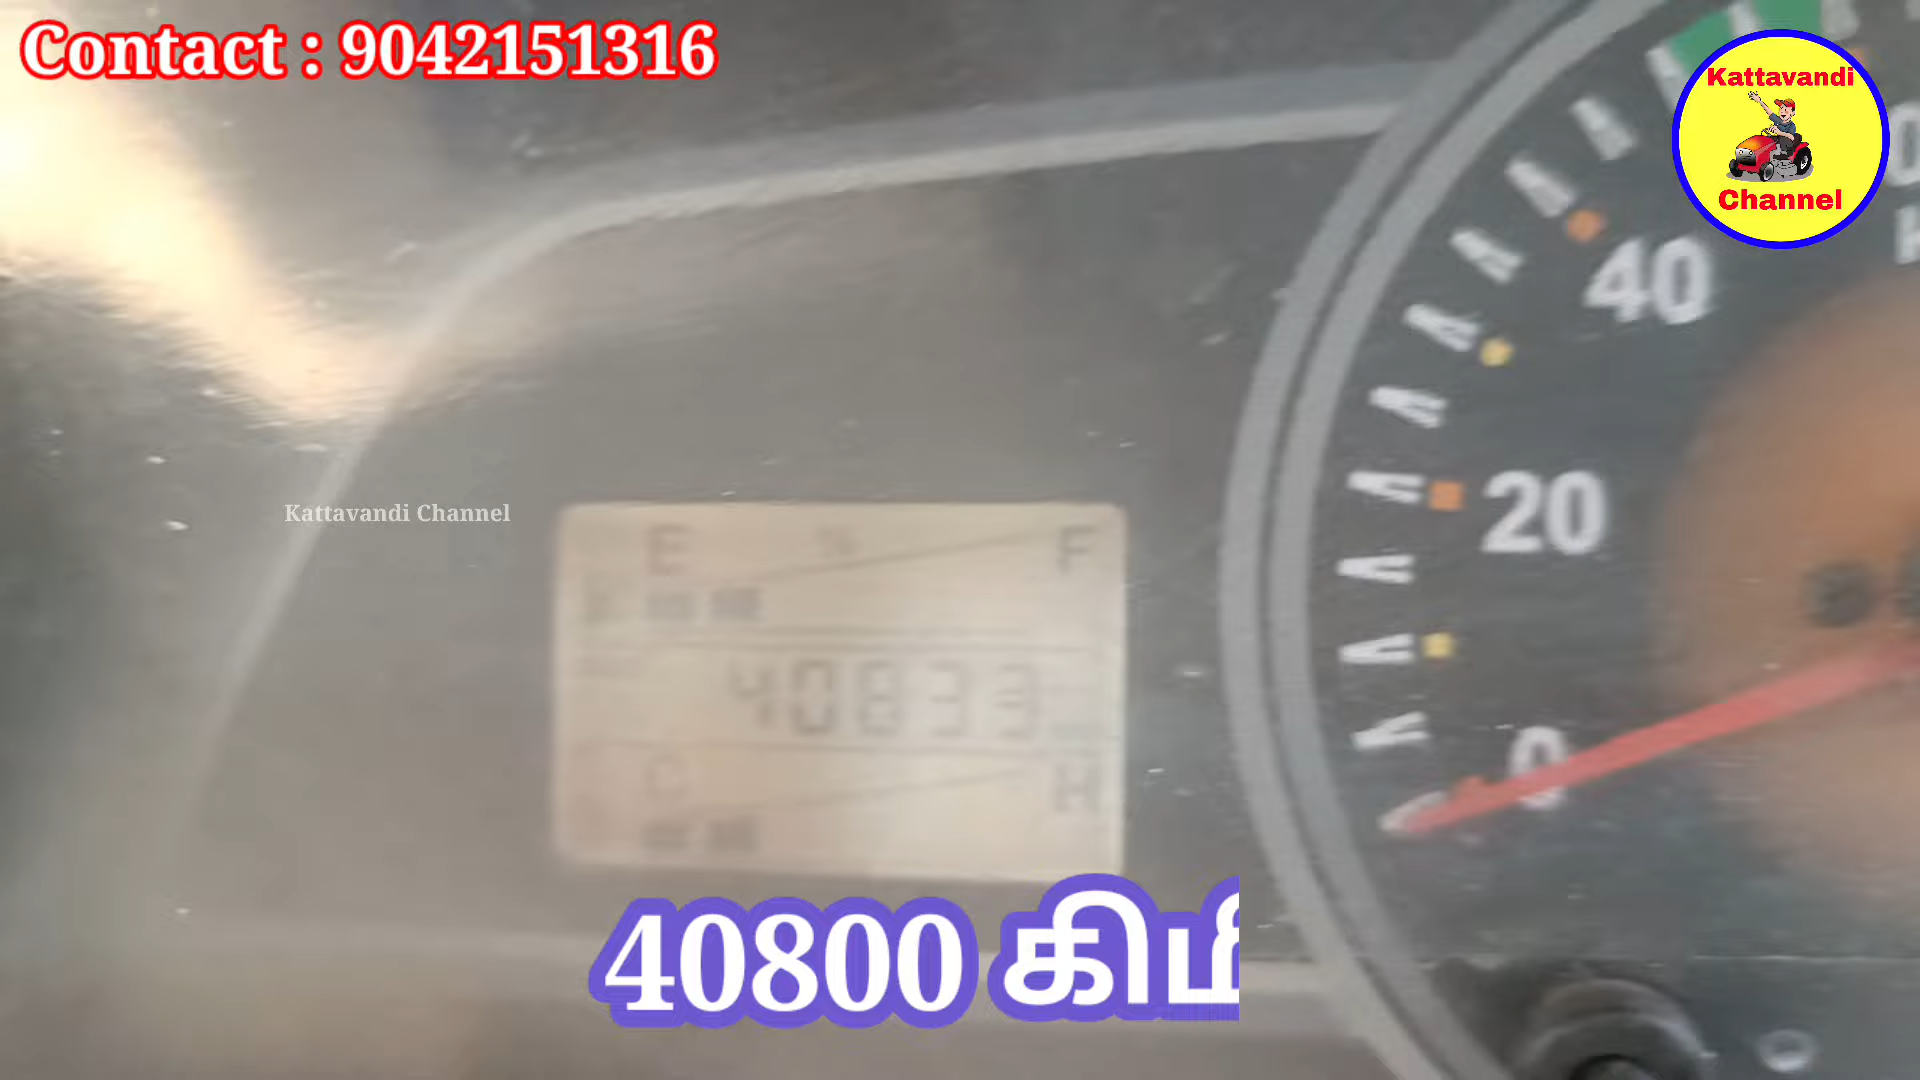 Contact : 9042151316
Kattavandi
Channel
40
20
0
Kattavandi Channel
E F
40833
C H
40800 கிமீ